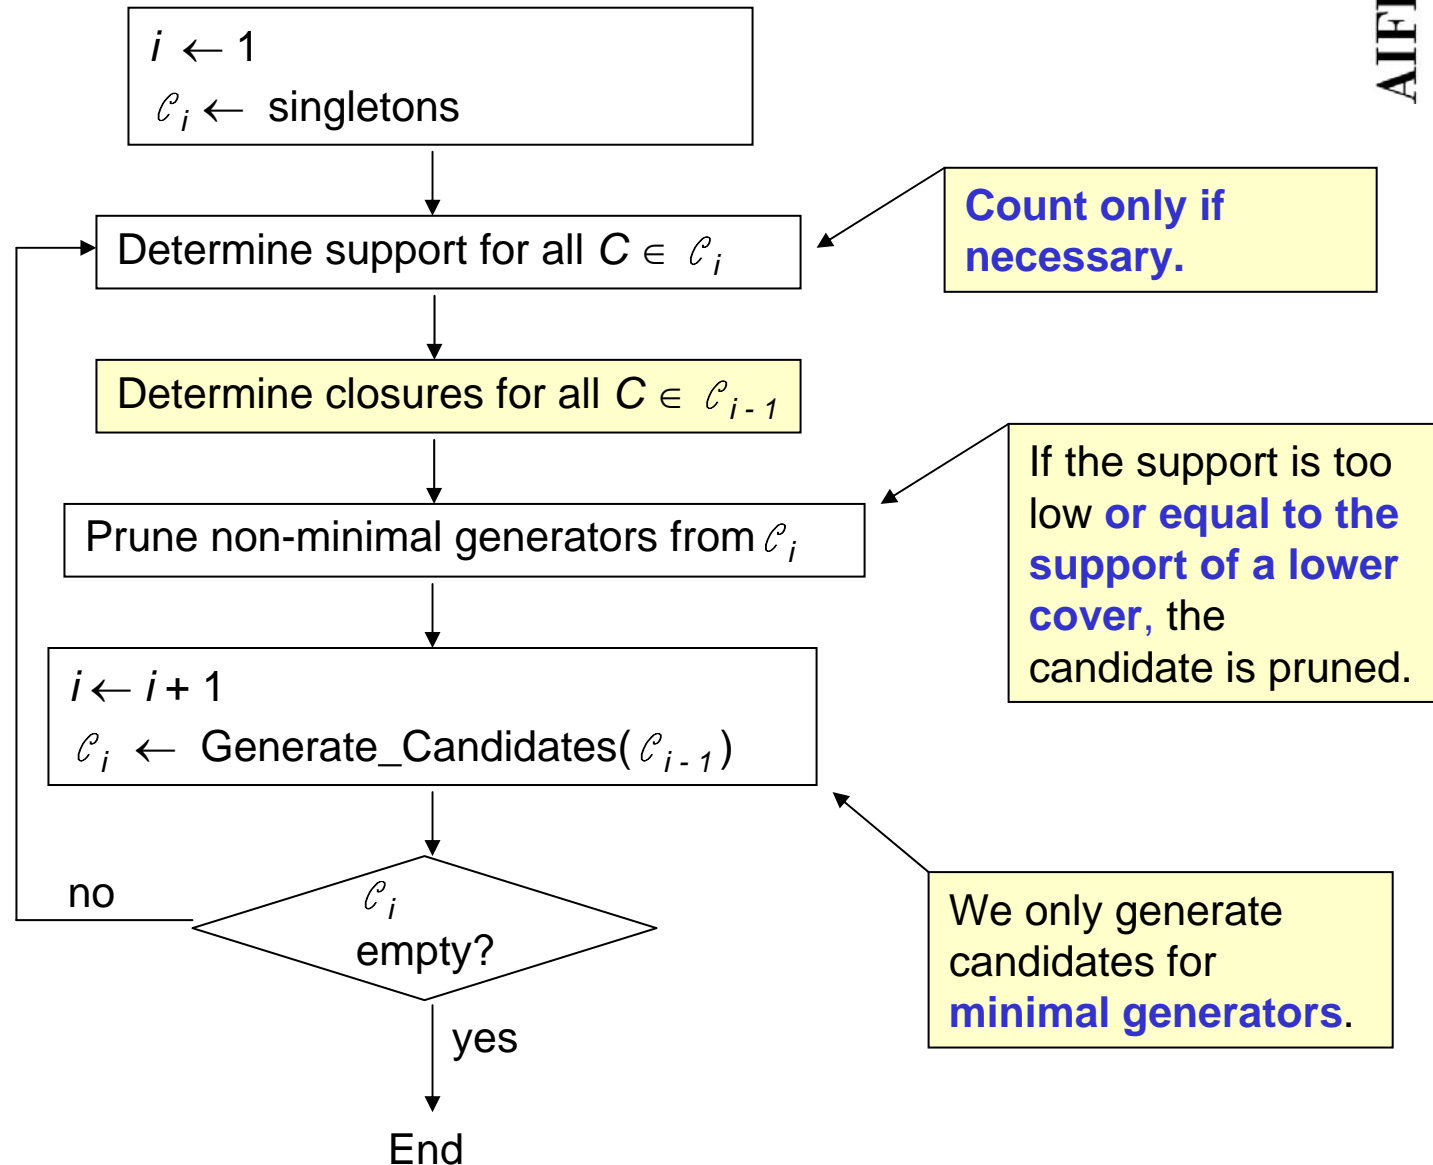 i ← 1
𝒞i ← singletons
Determine support for all C ∈ 𝒞i
Count only if
necessary.
Determine closures for all C ∈ 𝒞i - 1
Prune non-minimal generators from 𝒞i
If the support is too
low or equal to the
support of a lower
cover, the
candidate is pruned.
i ← i + 1
𝒞i ← Generate_Candidates( 𝒞i - 1 )
no
𝒞i
empty?
We only generate
candidates for
minimal generators.
yes
End